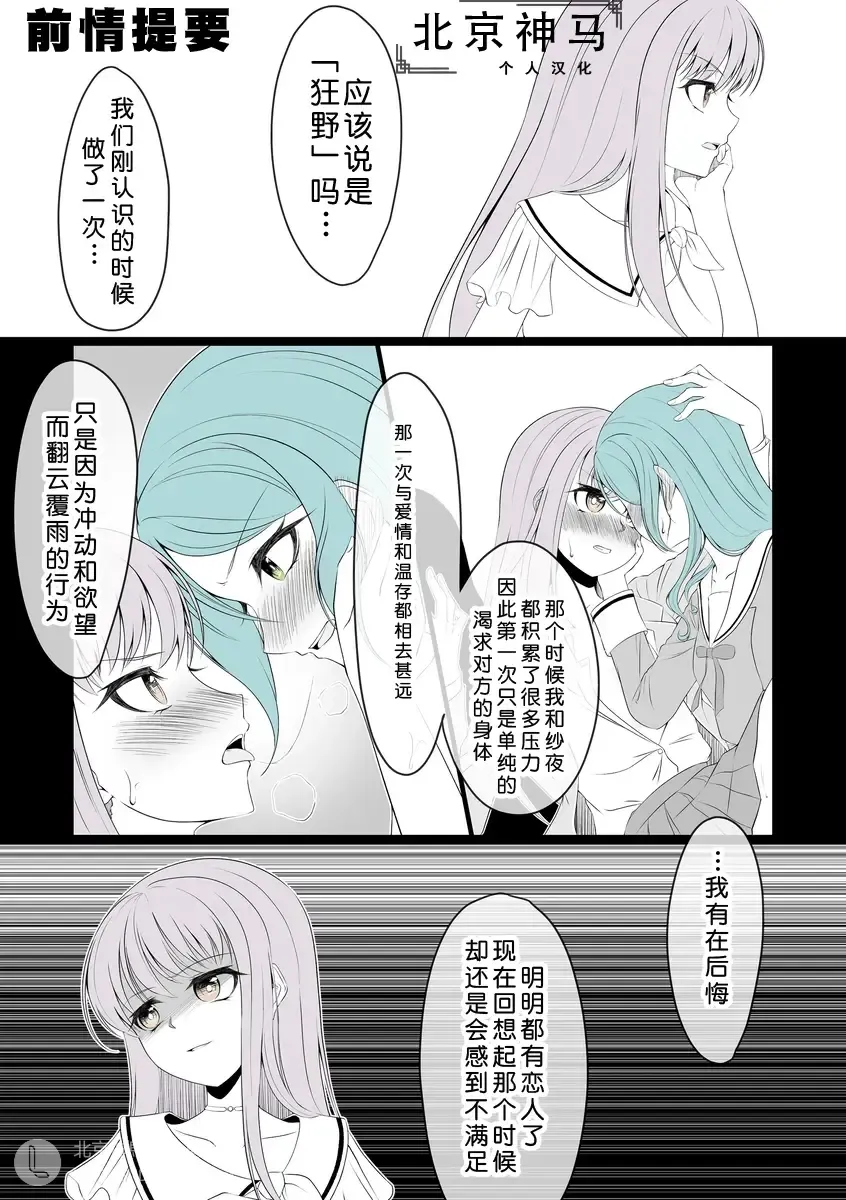 前情提要
北京神马
个人汉化
应该说是
「狂野」吗…
我们刚认识的时候
做了一次…
那个时候我和纱夜
都积累了很多压力
因此第一次只是单纯的
渴求对方的身体
那一次与爱情和温存都相去甚远
只是因为冲动和欲望
而翻云覆雨的行为
…我有在后悔
明明都有恋人了
现在回想起那个时候
却还是会感到不满足
北京